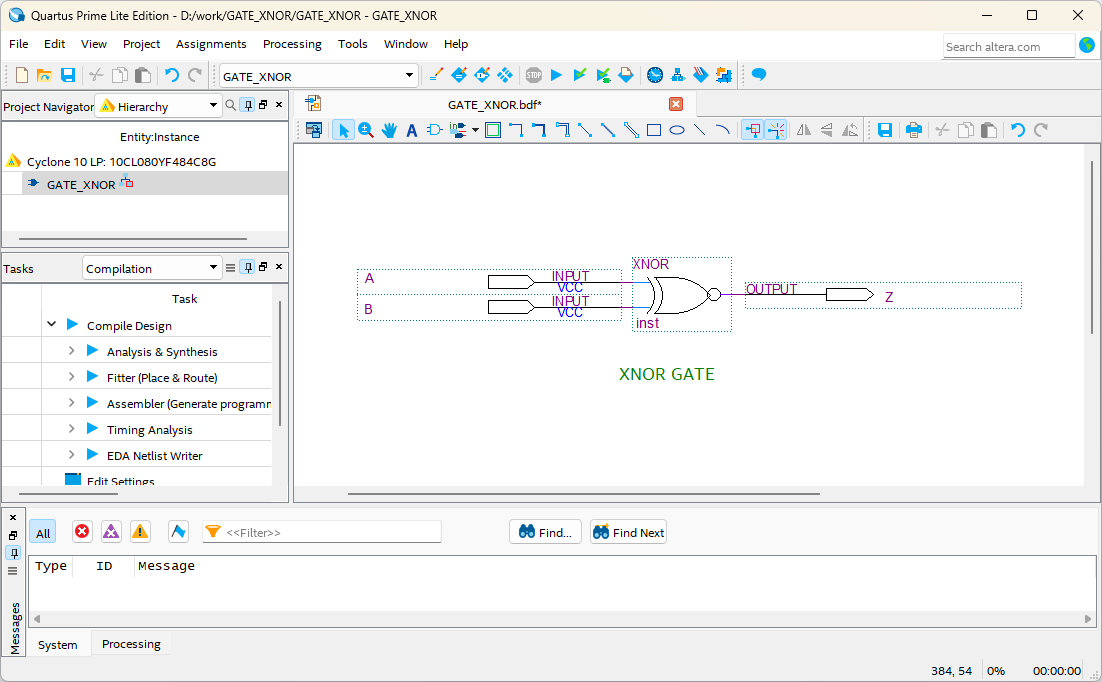 Quartus Prime Lite Edition - D:/work/GATE_XNOR/GATE_XNOR - GATE_XNOR
File Edit View Project Assignments Processing Tools Window Help
Search altera.com
GATE_XNOR
STOP
Project Navigator Hierarchy
GATE_XNOR.bdf*
Entity:Instance
Cyclone 10 LP: 10CL080YF484C8G
GATE_XNOR
Tasks Compilation
Task
Compile Design
Analysis & Synthesis
Fitter (Place & Route)
Assembler (Generate programm
Timing Analysis
EDA Netlist Writer
Edit Settings
A INPUT
VCC
B INPUT
VCC
XNOR
inst
OUTPUT Z
XNOR GATE
All <<Filter>> Find... Find Next
Type ID Message
Messages
System Processing
384, 54 0% 00:00:00